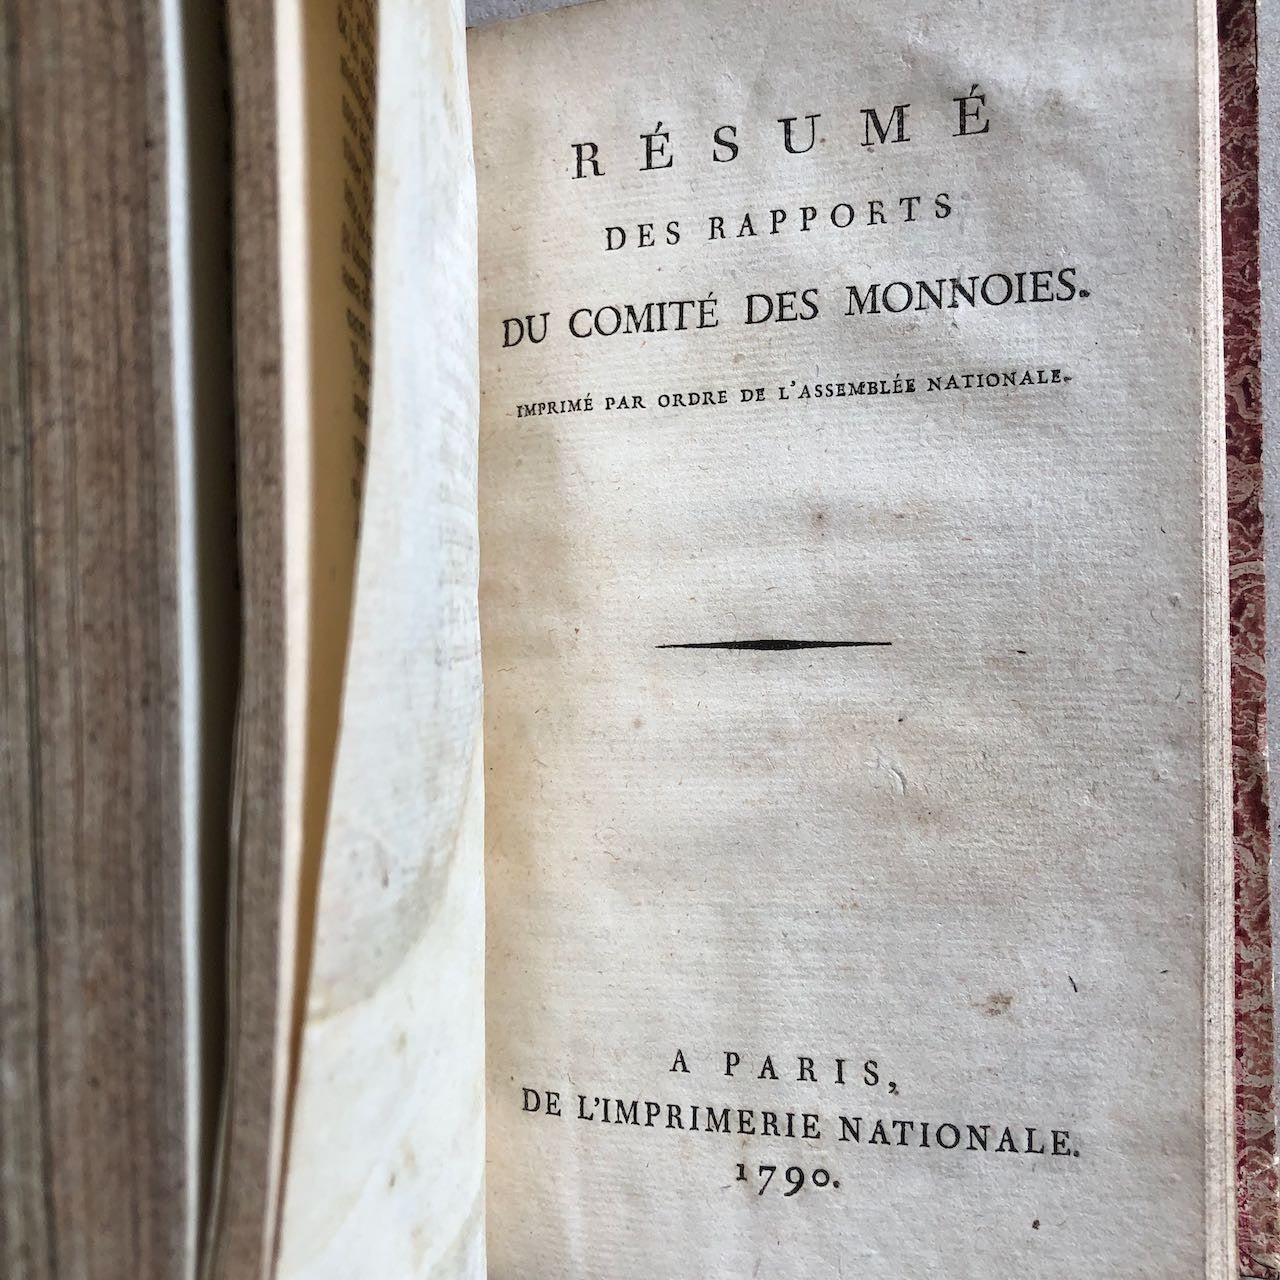 RÉSUMÉ
DES RAPPORTS
DU COMITÉ DES MONNOIES.
IMPRIMÉ PAR ORDRE DE L'ASSEMBLÉE NATIONALE.
A PARIS,
DE L'IMPRIMERIE NATIONALE.
1790.